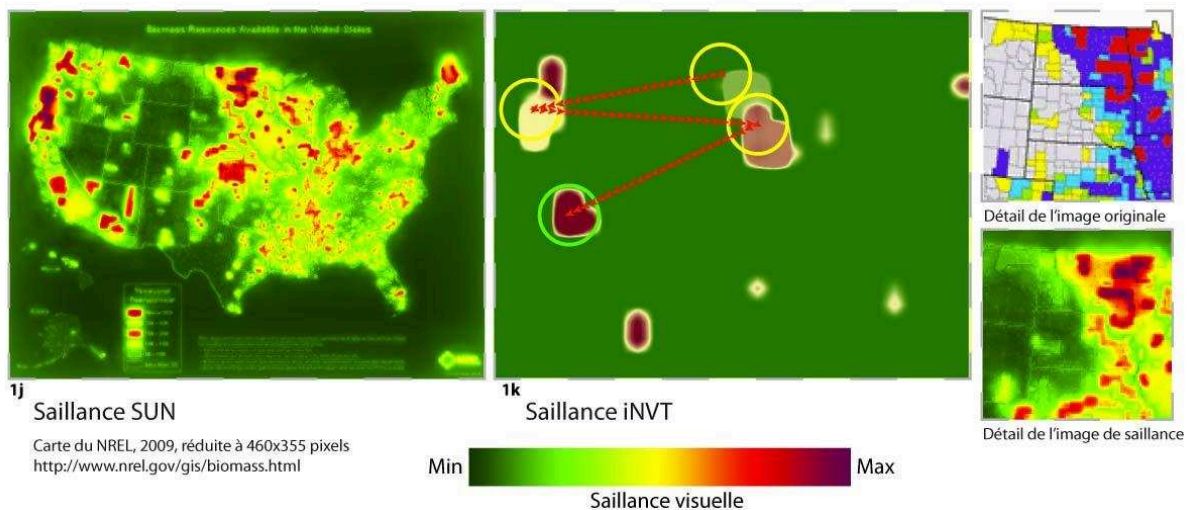 Biomass Resources Available in the United States
1j
Saillance SUN
Carte du NREL, 2009, réduite à 460x355 pixels
http://www.nrel.gov/gis/biomass.html
1k
Saillance iNVT
Min
Max
Saillance visuelle
Détail de l'image originale
Détail de l'image de saillance